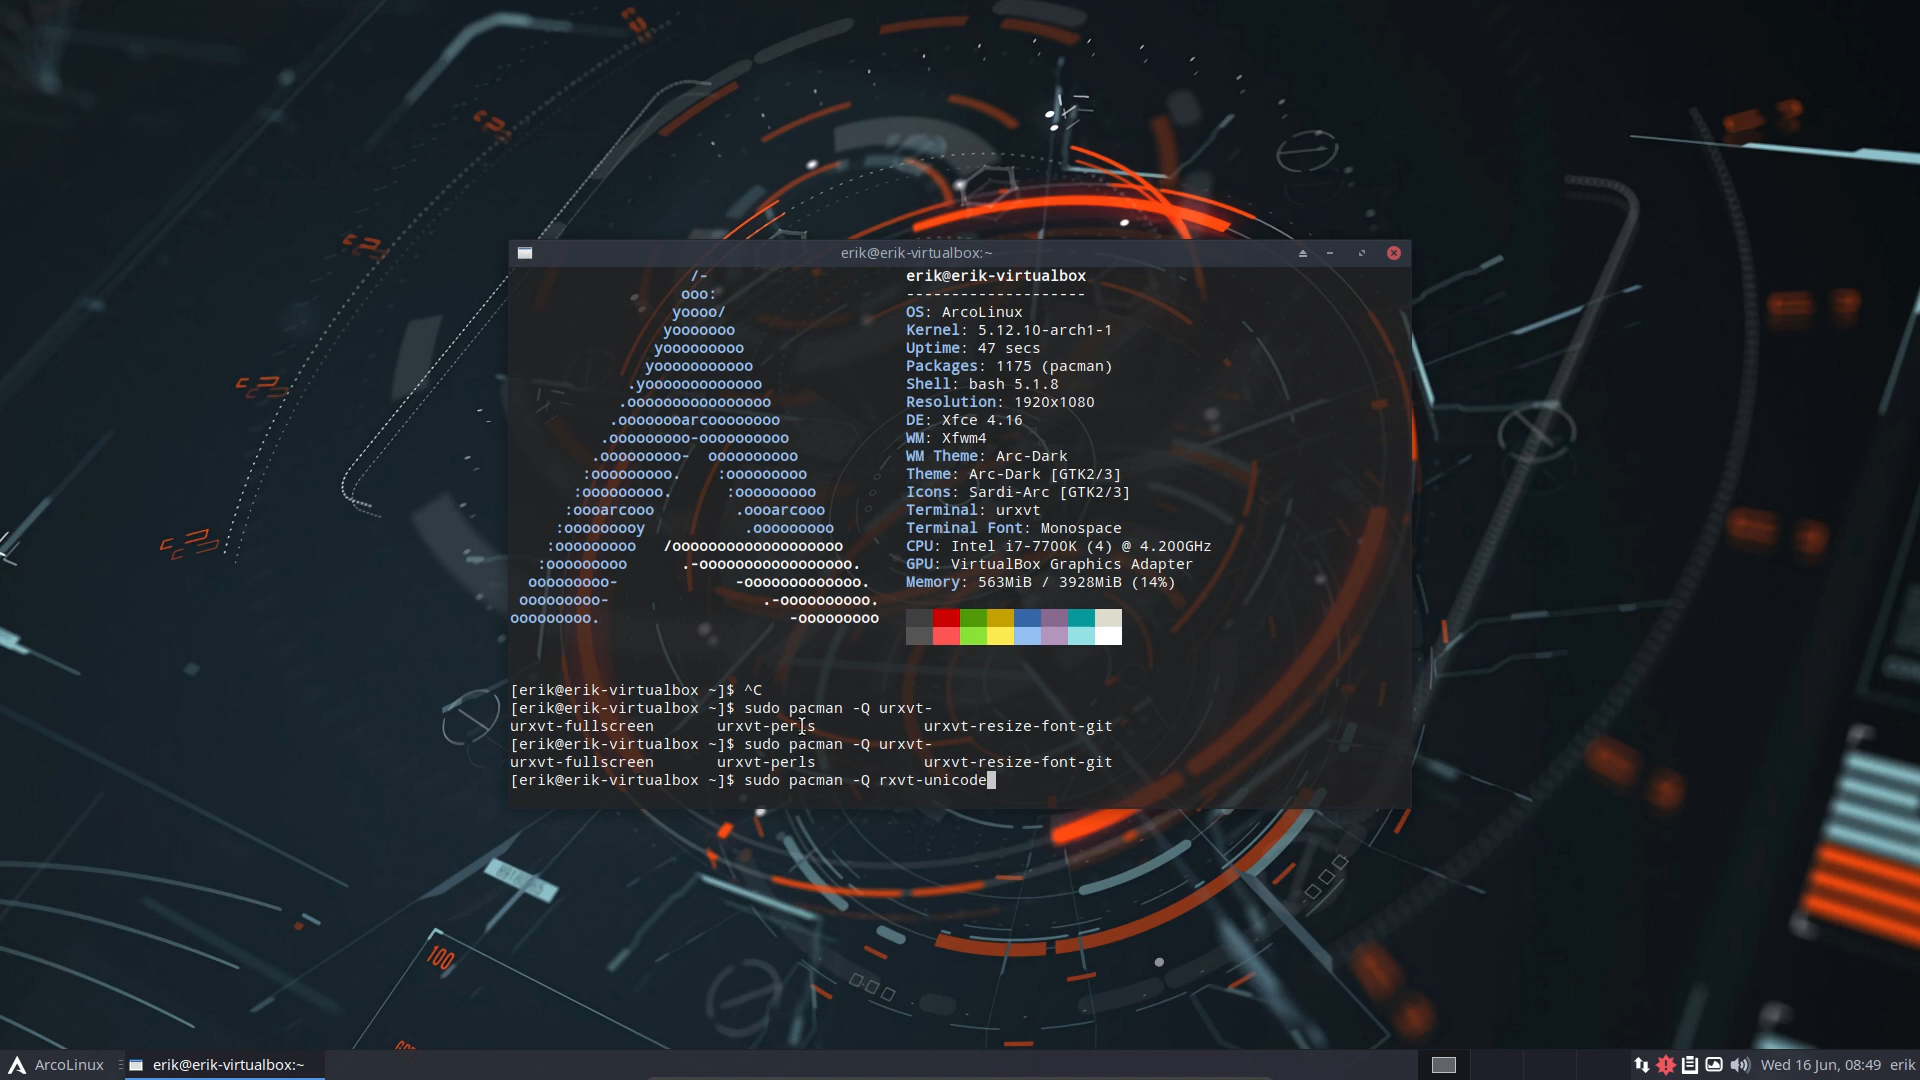 erik@erik-virtualbox:~
/- erik@erik-virtualbox
ooo: --------------------
yoooo/ OS: ArcoLinux
yooooooo Kernel: 5.12.10-arch1-1
yooooooooo Uptime: 47 secs
yooooooooooo Packages: 1175 (pacman)
.yooooooooooooo Shell: bash 5.1.8
.oooooooooooooooo Resolution: 1920x1080
.oooooooarcoooooooo DE: Xfce 4.16
.ooooooooo-oooooooooo WM: Xfwm4
.ooooooooo-  oooooooooo WM Theme: Arc-Dark
:ooooooooo.    :ooooooooo Theme: Arc-Dark [GTK2/3]
:ooooooooo.      :ooooooooo Icons: Sardi-Arc [GTK2/3]
:oooarcooo         .oooarcooo Terminal: urxvt
:ooooooooy           .ooooooooo Terminal Font: Monospace
:ooooooooo   /ooooooooooooooooooo CPU: Intel i7-7700K (4) @ 4.200GHz
:ooooooooo      .-ooooooooooooooooo. GPU: VirtualBox Graphics Adapter
ooooooooo-             -ooooooooooooo. Memory: 563MiB / 3928MiB (14%)
ooooooooo-                 .-oooooooooo.
ooooooooo.                     -ooooooooo
[erik@erik-virtualbox ~]$ ^C
[erik@erik-virtualbox ~]$ sudo pacman -Q urxvt-
urxvt-fullscreen urxvt-perls urxvt-resize-font-git
[erik@erik-virtualbox ~]$ sudo pacman -Q urxvt-
urxvt-fullscreen urxvt-perls urxvt-resize-font-git
[erik@erik-virtualbox ~]$ sudo pacman -Q rxvt-unicode
100
ArcoLinux
erik@erik-virtualbox:~
Wed 16 Jun, 08:49 erik